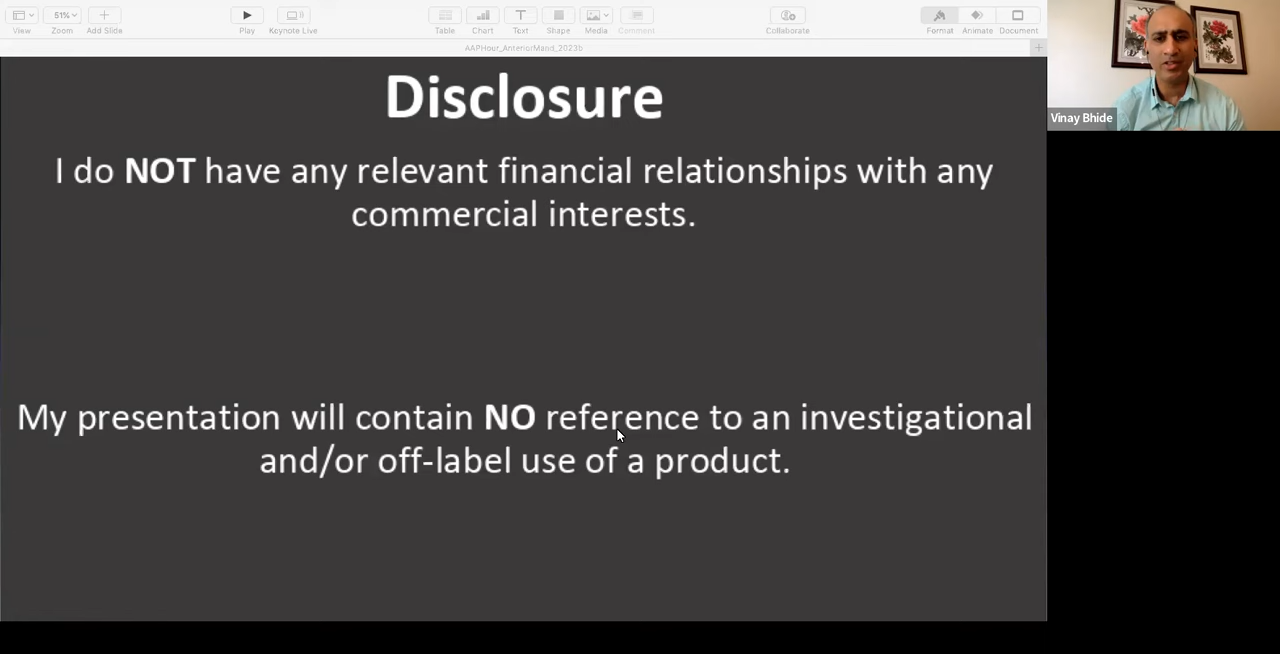 View
Zoom
51%
Add Slide
Play
Keynote Live
Table
Chart
Text
Shape
Media
Comment
Collaborate
Format
Animate
Document
AAPHour_AnteriorMand_2023b
Disclosure
I do NOT have any relevant financial relationships with any
commercial interests.
My presentation will contain NO reference to an investigational
and/or off-label use of a product.
Vinay Bhide